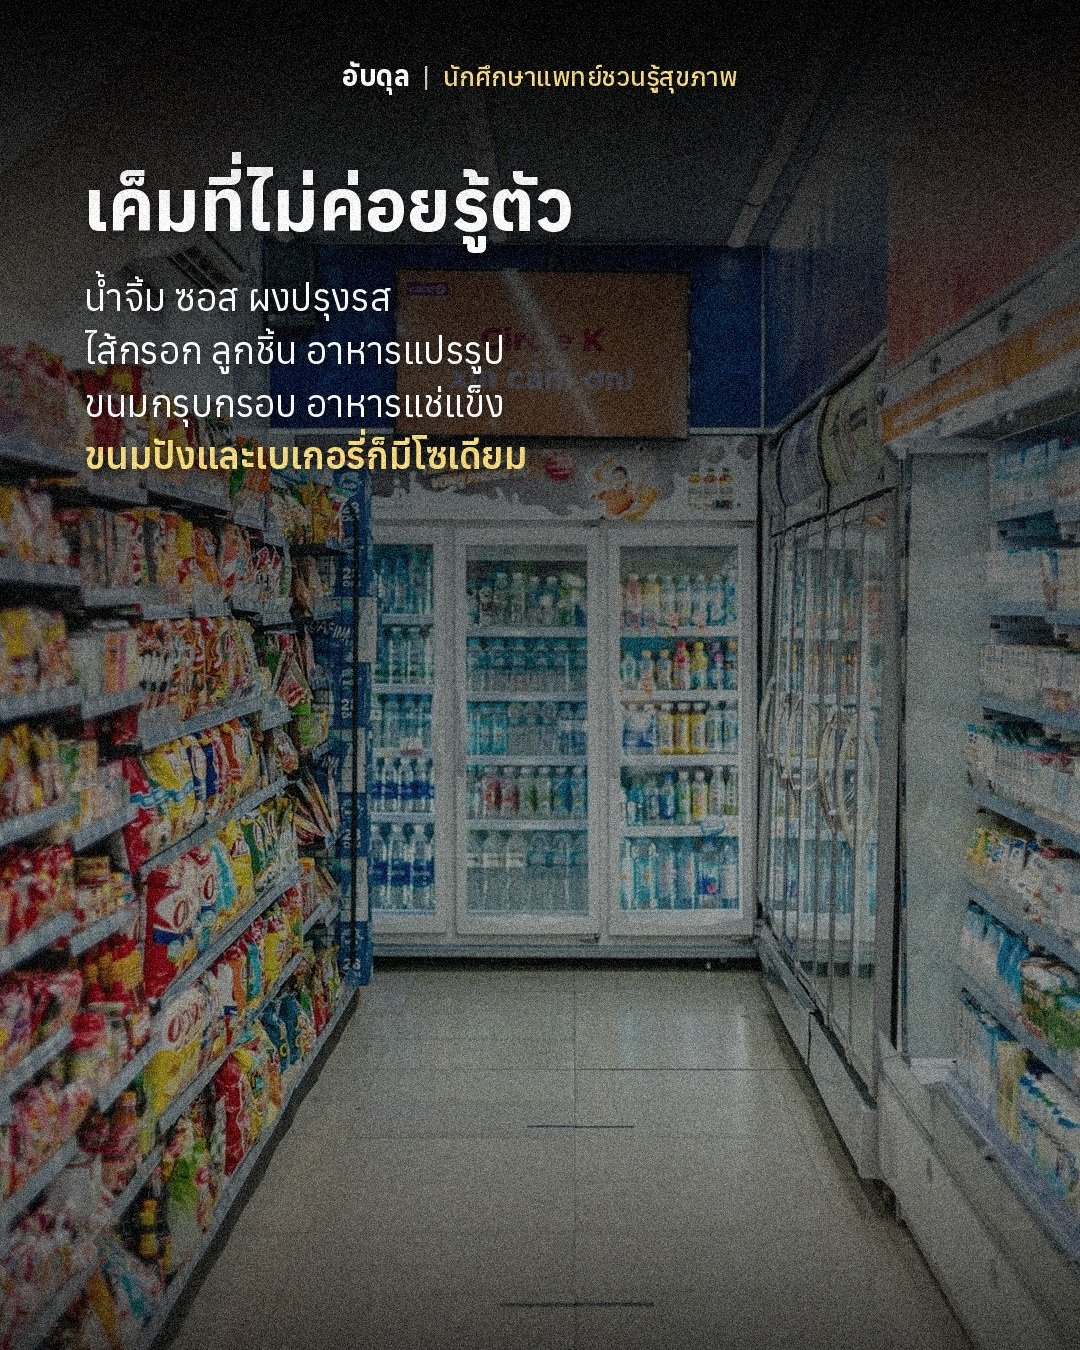 อับดุล | นักศึกษาแพทย์ชวนรู้สุขภาพ
เค็มที่ไม่ค่อยรู้ตัว
น้ำจิ้ม ซอส ผงปรุงรส
ไส้กรอก ลูกชิ้น อาหารแปรรูป
ขนมกรุบกรอบ อาหารแช่แข็ง
ขนมปังและเบเกอรี่ก็มีโซเดียม
Circle K
xin cảm ơn!